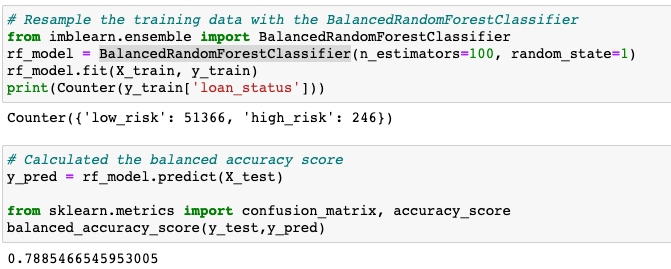 # Resample the training data with the BalancedRandomForestClassifier
from imblearn.ensemble import BalancedRandomForestClassifier
rf_model = BalancedRandomForestClassifier(n_estimators=100, random_state=1)
rf_model.fit(X_train, y_train)
print(Counter(y_train['loan_status']))
Counter({'low_risk': 51366, 'high_risk': 246})
# Calculated the balanced accuracy score
y_pred = rf_model.predict(X_test)
from sklearn.metrics import confusion_matrix, accuracy_score
balanced_accuracy_score(y_test,y_pred)
0.7885466545953005